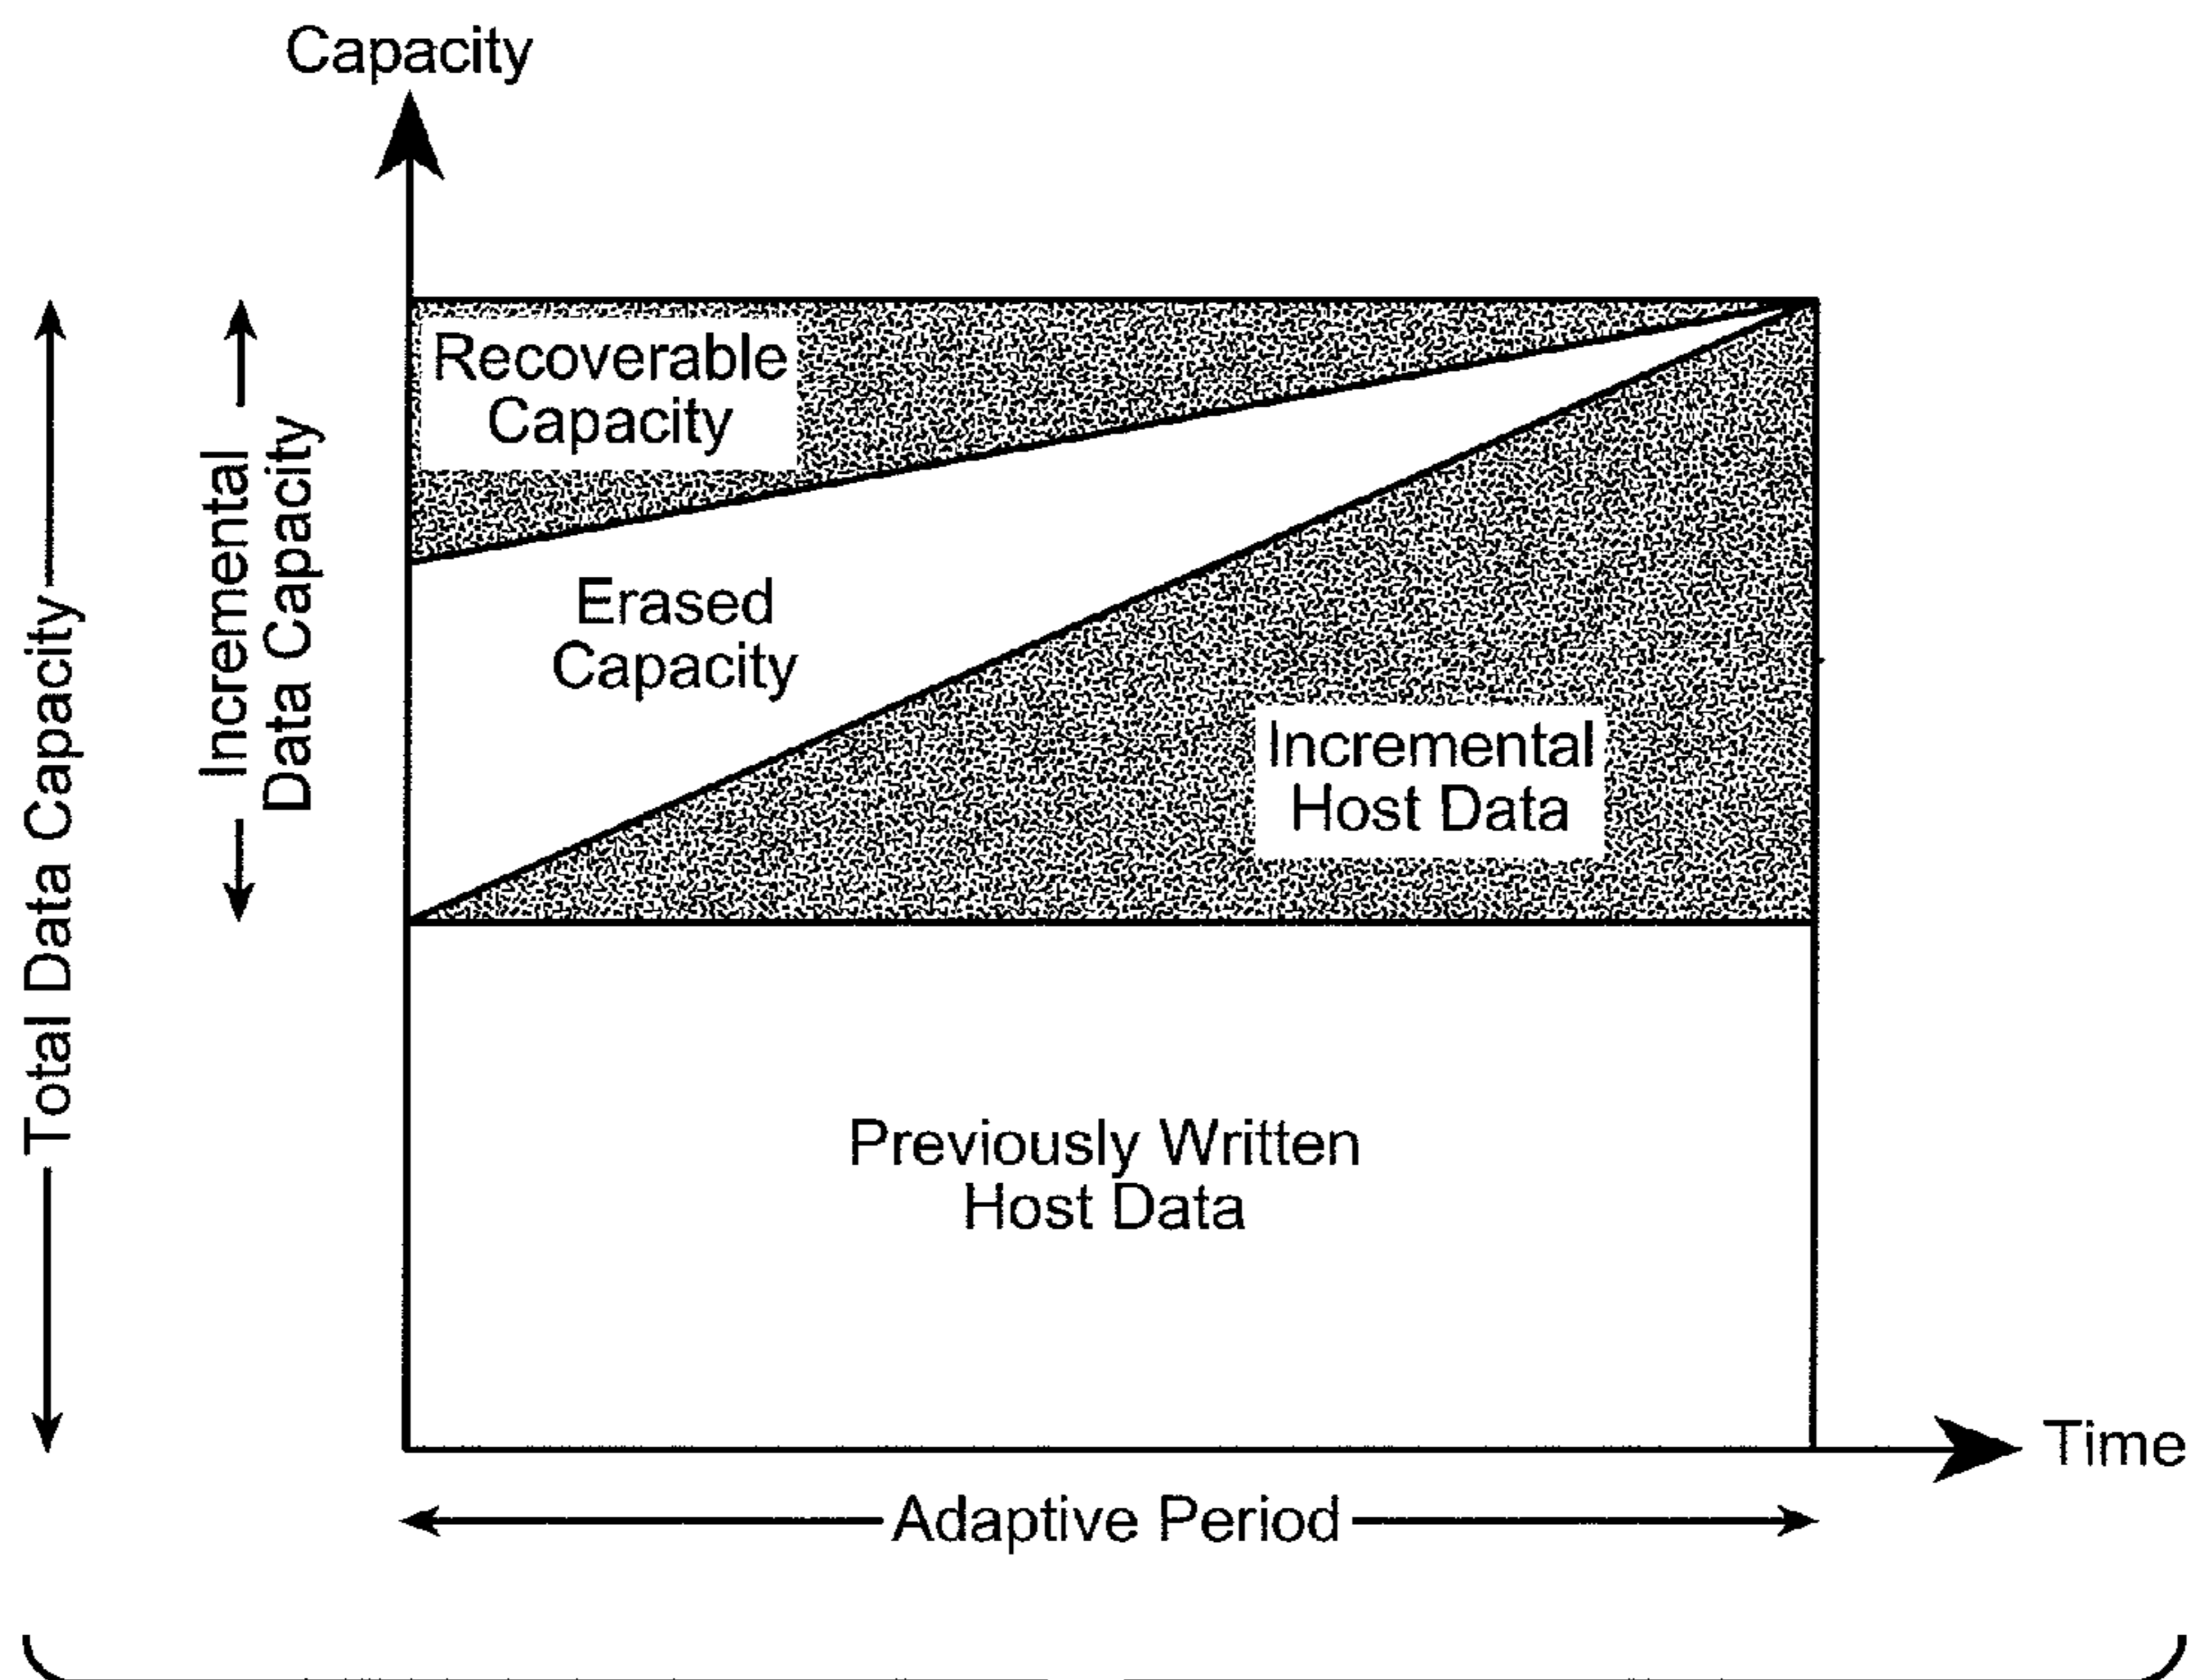 Capacity
Total Data Capacity
Incremental
Data Capacity
Recoverable
Capacity
Erased
Capacity
Incremental
Host Data
Previously Written
Host Data
Time
Adaptive Period